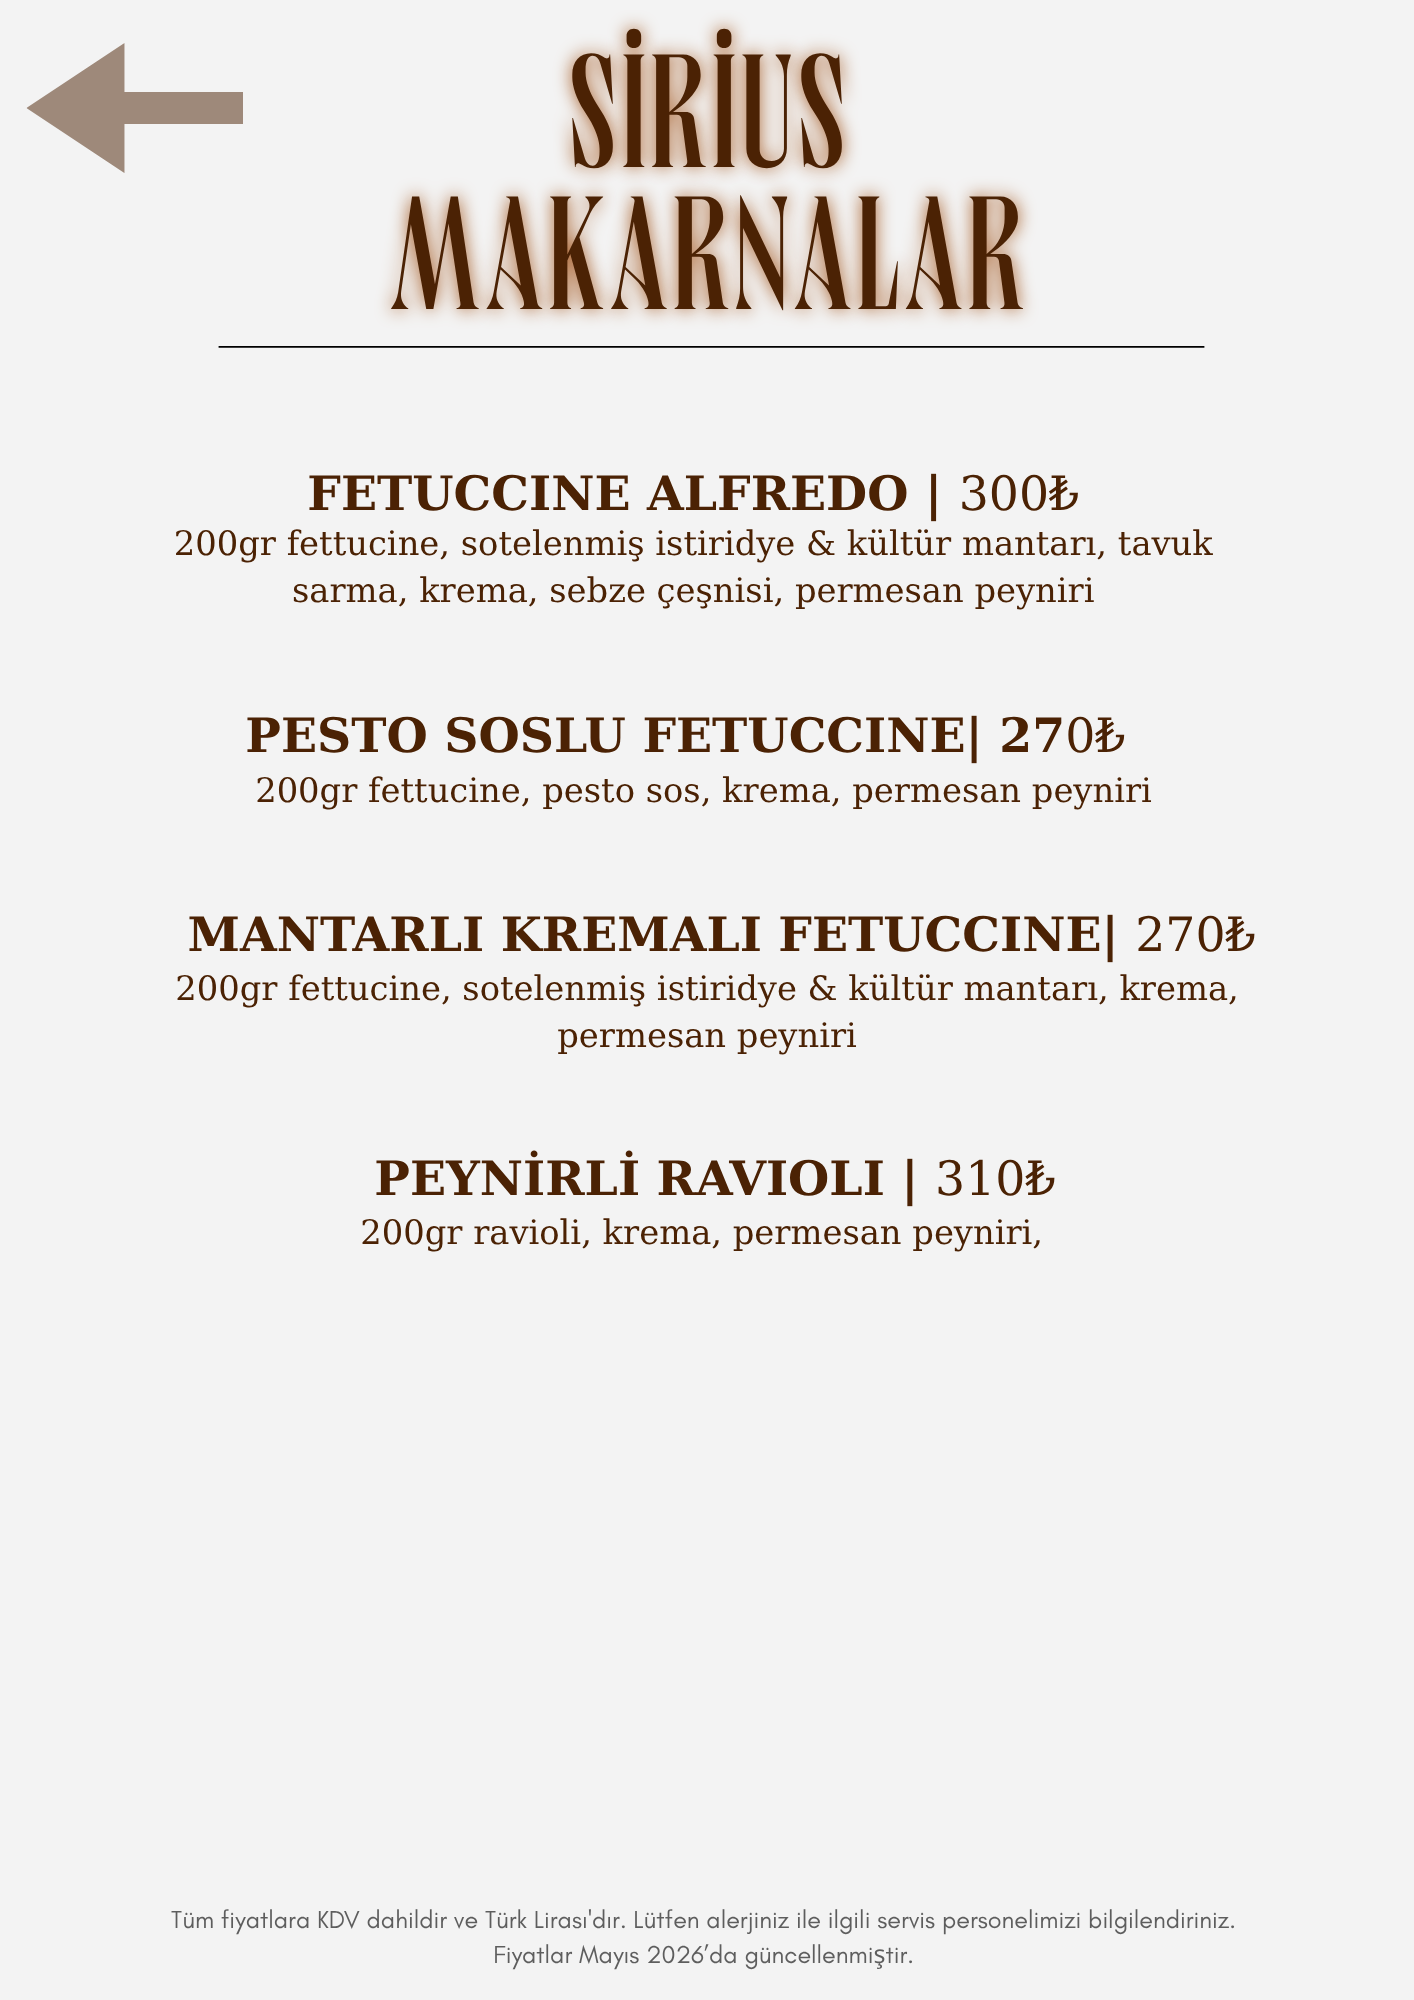 SİRİUS
MAKARNALAR
FETUCCINE ALFREDO | 300₺
200gr fettucine, sotelenmiş istiridye & kültür mantarı, tavuk
sarma, krema, sebze çeşnisi, permesan peyniri
PESTO SOSLU FETUCCINE| 270₺
200gr fettucine, pesto sos, krema, permesan peyniri
MANTARLI KREMALI FETUCCINE| 270₺
200gr fettucine, sotelenmiş istiridye & kültür mantarı, krema,
permesan peyniri
PEYNİRLİ RAVIOLI | 310₺
200gr ravioli, krema, permesan peyniri,
Tüm fiyatlara KDV dahildir ve Türk Lirası'dır. Lütfen alerjiniz ile ilgili servis personelimizi bilgilendiriniz.
Fiyatlar Mayıs 2026’da güncellenmiştir.